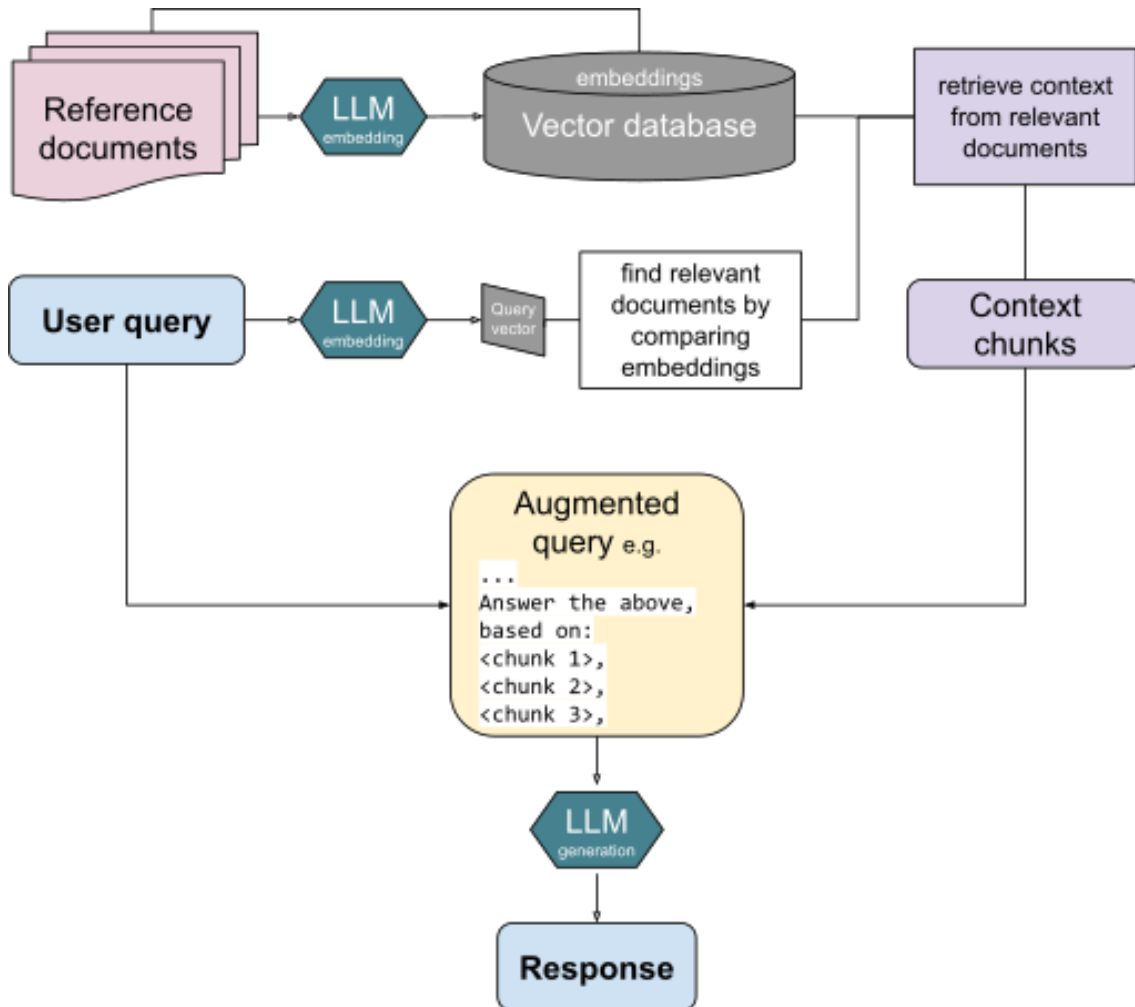 Reference
documents
LLM
embedding
embeddings
Vector database
retrieve context
from relevant
documents
User query
LLM
embedding
Query
vector
find relevant
documents by
comparing
embeddings
Context
chunks
Augmented
query e.g.
...
Answer the above,
based on:
<chunk 1>,
<chunk 2>,
<chunk 3>,
LLM
generation
Response